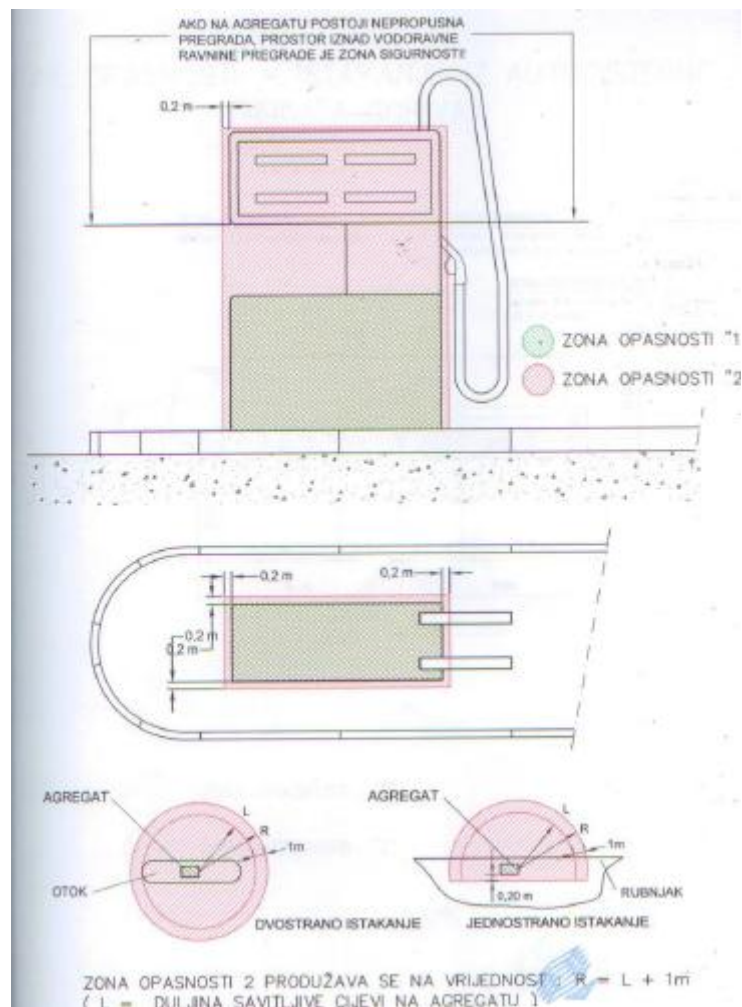 AKO NA AGREGATU POSTOJI NEPROPUSNA
PREGRADA, PROSTOR IZNAD VODORAVNE
RAVNINE PREGRADE JE ZONA SIGURNOSTI!
0,2 m
ZONA OPASNOSTI "1
ZONA OPASNOSTI "2
0,2 m
0,2 m
0,2 m
0,2 m
AGREGAT
L
R
1m
OTOK
DVOSTRANO ISTAKANJE
AGREGAT
L
R
1m
0,20m
RUBNJAK
JEDNOSTRANO ISTAKANJE
ZONA OPASNOSTI 2 PRODUŽAVA SE NA VRIJEDNOST : R = L + 1m
( L = DULJINA SAVITLJIVE CIJEVI NA AGREGATU )